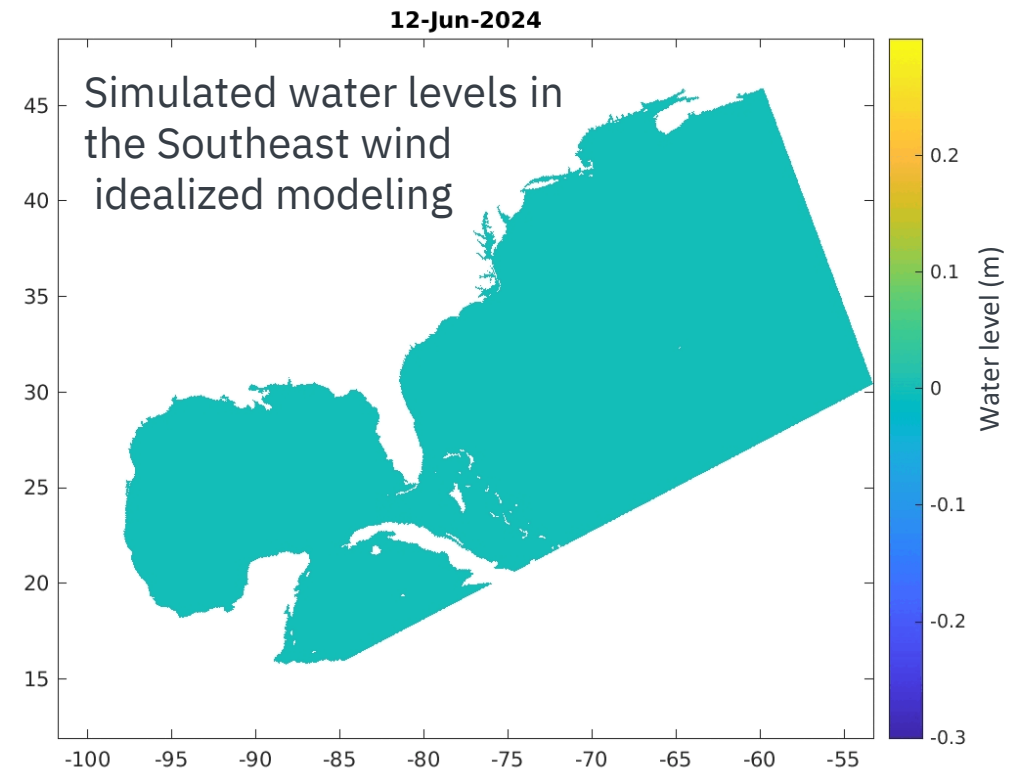 12-Jun-2024
Simulated water levels in
the Southeast wind
idealized modeling
45
40
35
30
25
20
15
-100 -95 -90 -85 -80 -75 -70 -65 -60 -55
0.2
0.1
0
-0.1
-0.2
-0.3
Water level (m)